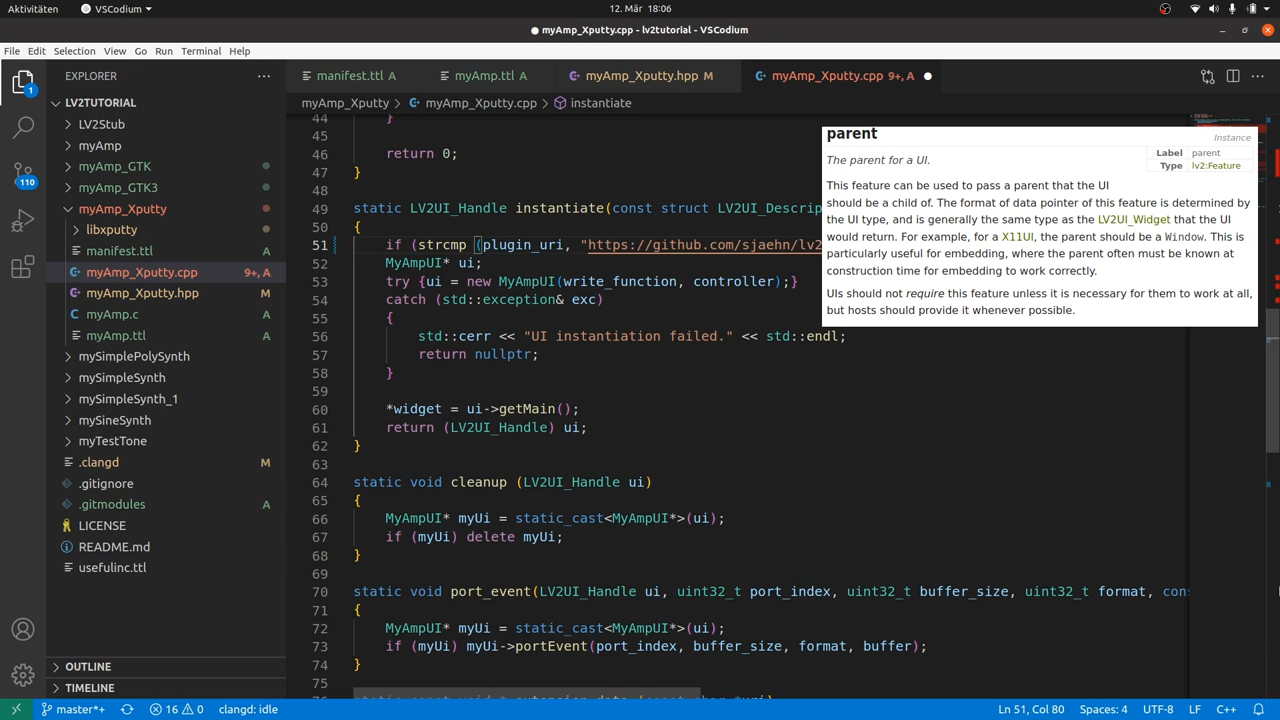 Aktivitäten
VSCodium
12. Mär 18:06
myAmp_Xputty.cpp - lv2tutorial - VSCodium
File Edit Selection View Go Run Terminal Help
EXPLORER
LV2TUTORIAL
LV2Stub
myAmp
myAmp_GTK
myAmp_GTK3
myAmp_Xputty
libxputty
manifest.ttl A
myAmp_Xputty.cpp 9+, A
myAmp_Xputty.hpp M
myAmp.c A
myAmp.ttl A
mySimplePolySynth
mySimpleSynth
mySimpleSynth_1
mySineSynth
myTestTone
.clangd M
.gitignore
.gitmodules A
LICENSE
README.md
usefulinc.ttl
OUTLINE
TIMELINE
1
110
manifest.ttl A
myAmp.ttl A
myAmp_Xputty.hpp M
myAmp_Xputty.cpp 9+, A
myAmp_Xputty > myAmp_Xputty.cpp > instantiate
44 }
45
46 return 0;
47 }
48
49 static LV2UI_Handle instantiate(const struct LV2UI_Descrip
50 {
51 if (strcmp (plugin_uri, "https://github.com/sjaehn/lv2
52 MyAmpUI* ui;
53 try {ui = new MyAmpUI(write_function, controller);}
54 catch (std::exception& exc)
55 {
56 std::cerr << "UI instantiation failed." << std::endl;
57 return nullptr;
58 }
59
60 *widget = ui->getMain();
61 return (LV2UI_Handle) ui;
62 }
63
64 static void cleanup (LV2UI_Handle ui)
65 {
66 MyAmpUI* myUi = static_cast<MyAmpUI*>(ui);
67 if (myUi) delete myUi;
68 }
69
70 static void port_event(LV2UI_Handle ui, uint32_t port_index, uint32_t buffer_size, uint32_t format, cons
71 {
72 MyAmpUI* myUi = static_cast<MyAmpUI*>(ui);
73 if (myUi) myUi->portEvent(port_index, buffer_size, format, buffer);
74 }
75
76 static const void * extension_data (const char *uri)
parent
Instance
The parent for a UI.
Label parent
Type lv2:Feature
This feature can be used to pass a parent that the UI
should be a child of. The format of data pointer of this feature is determined by
the UI type, and is generally the same type as the LV2UI_Widget that the UI
would return. For example, for a X11UI, the parent should be a Window. This is
particularly useful for embedding, where the parent often must be known at
construction time for embedding to work correctly.
UIs should not require this feature unless it is necessary for them to work at all,
but hosts should provide it whenever possible.
master*+ 16 0 clangd: idle
Ln 51, Col 80 Spaces: 4 UTF-8 LF C++